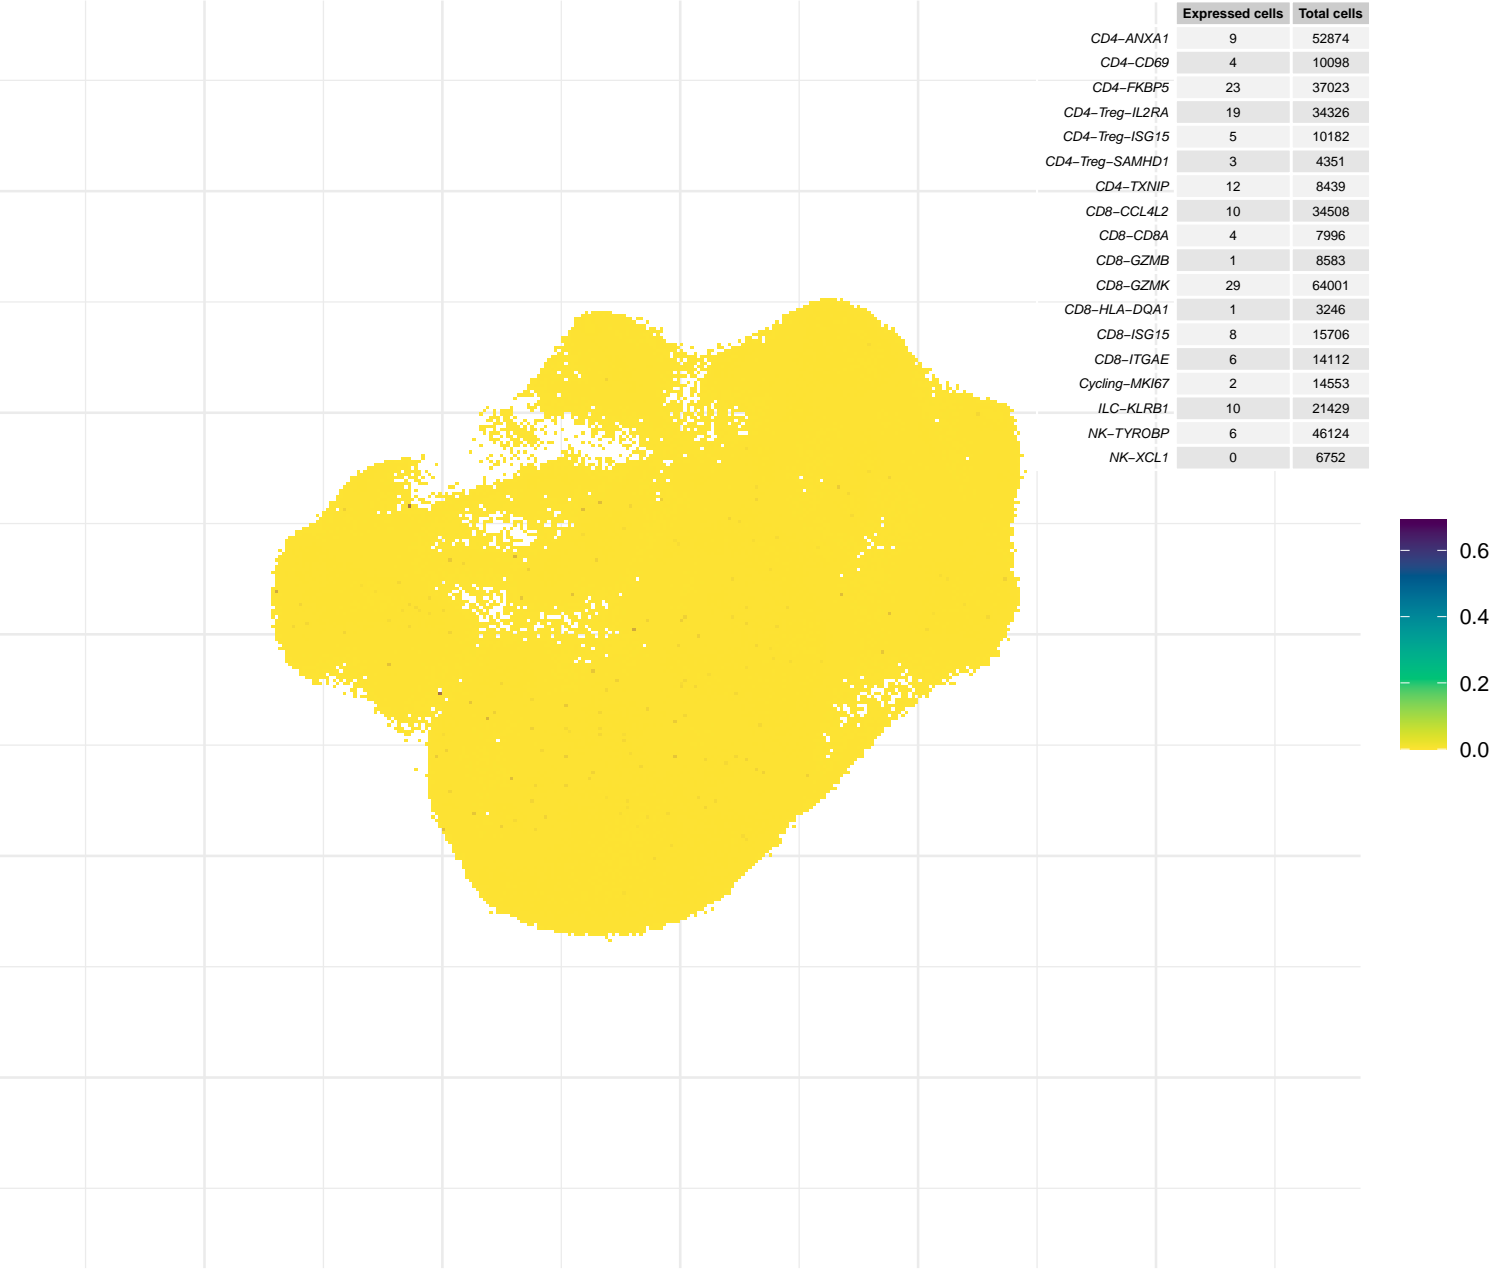 Expressed cells Total cells
CD4−ANXA1 9 52874
CD4−CD69 4 10098
CD4−FKBP5 23 37023
CD4−Treg−IL2RA 19 34326
CD4−Treg−ISG15 5 10182
CD4−Treg−SAMHD1 3 4351
CD4−TXNIP 12 8439
CD8−CCL4L2 10 34508
CD8−CD8A 4 7996
CD8−GZMB 1 8583
CD8−GZMK 29 64001
CD8−HLA−DQA1 1 3246
CD8−ISG15 8 15706
CD8−ITGAE 6 14112
Cycling−MKI67 2 14553
ILC−KLRB1 10 21429
NK−TYROBP 6 46124
NK−XCL1 0 6752
0.6
0.4
0.2
0.0